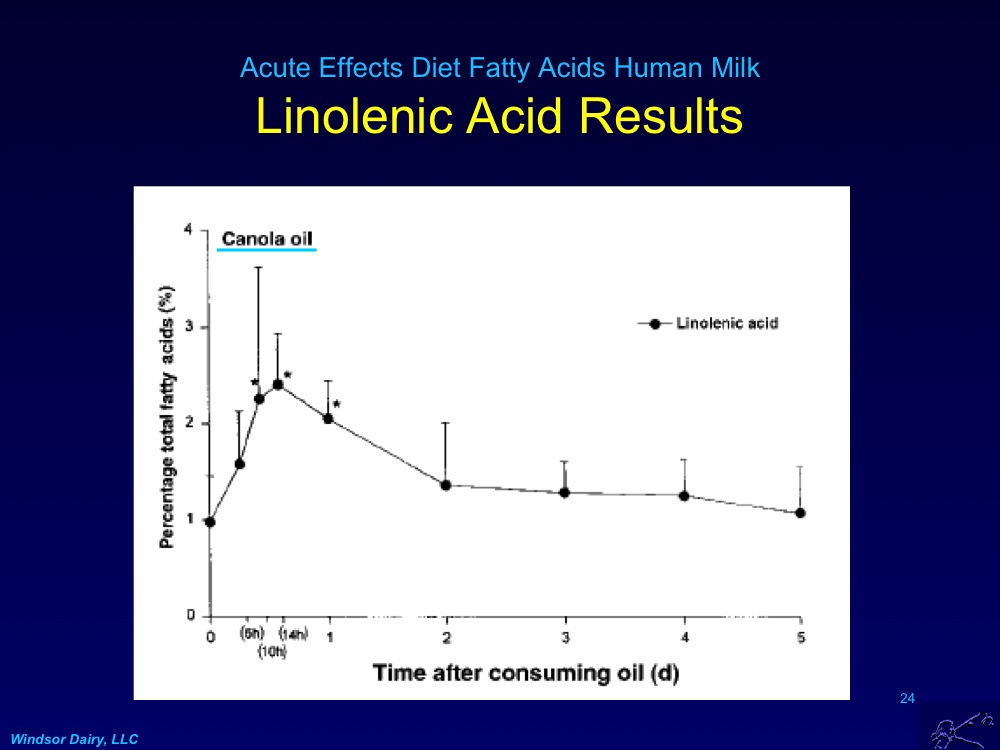 Acute Effects Diet Fatty Acids Human Milk
Linolenic Acid Results
4
Canola oil
3
Linolenic acid
Percentage total fatty acids (%)
*
*
*
2
1
0
0
(6h)
(10h)
(14h)
1
2
3
4
5
Time after consuming oil (d)
24
Windsor Dairy, LLC